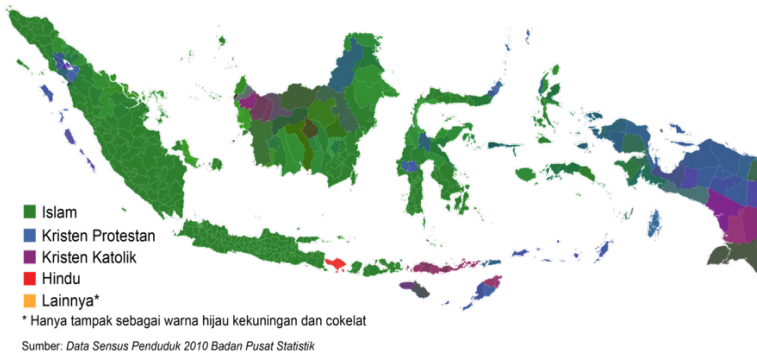 Islam
Kristen Protestan
Kristen Katolik
Hindu
Lainnya*
* Hanya tampak sebagai warna hijau kekuningan dan cokelat
Sumber: Data Sensus Penduduk 2010 Badan Pusat Statistik